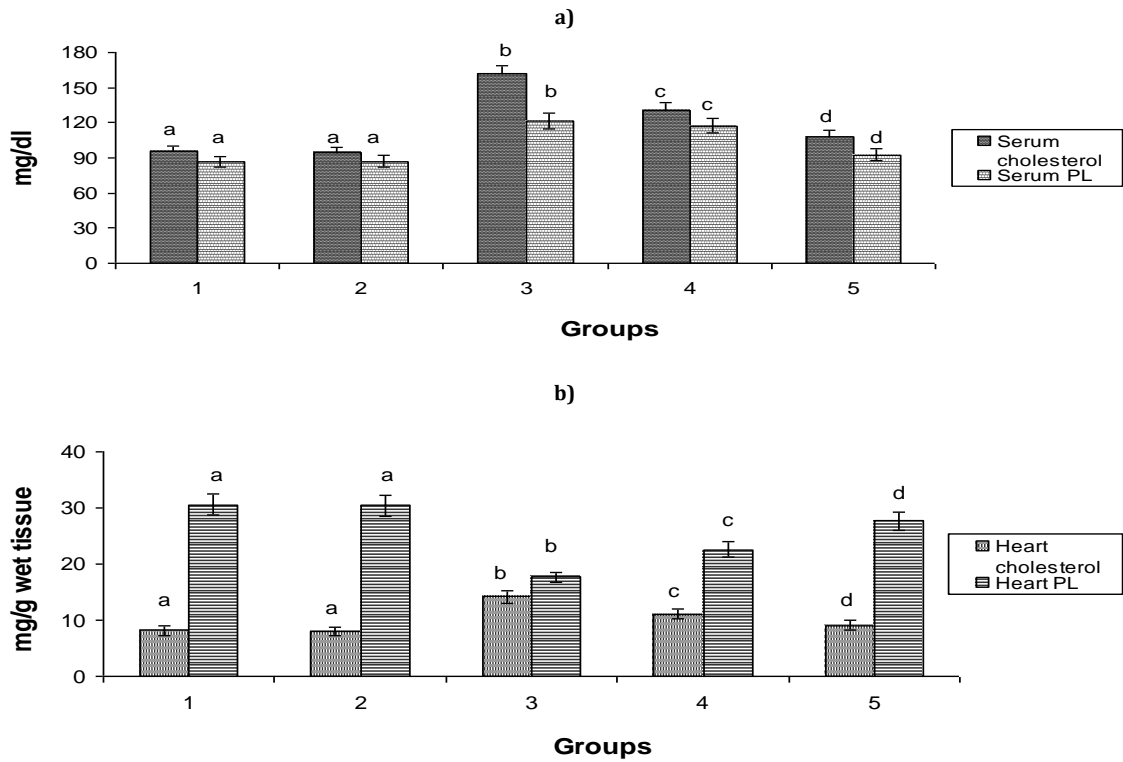 a)
180
150
120
90
60
30
0
mg/dl
a
a
a
a
b
b
c
c
d
d
1
2
3
4
5
Groups
Serum
cholesterol
Serum PL
b)
40
30
20
10
0
mg/g wet tissue
a
a
a
a
b
b
c
c
d
d
1
2
3
4
5
Groups
Heart
cholesterol
Heart PL